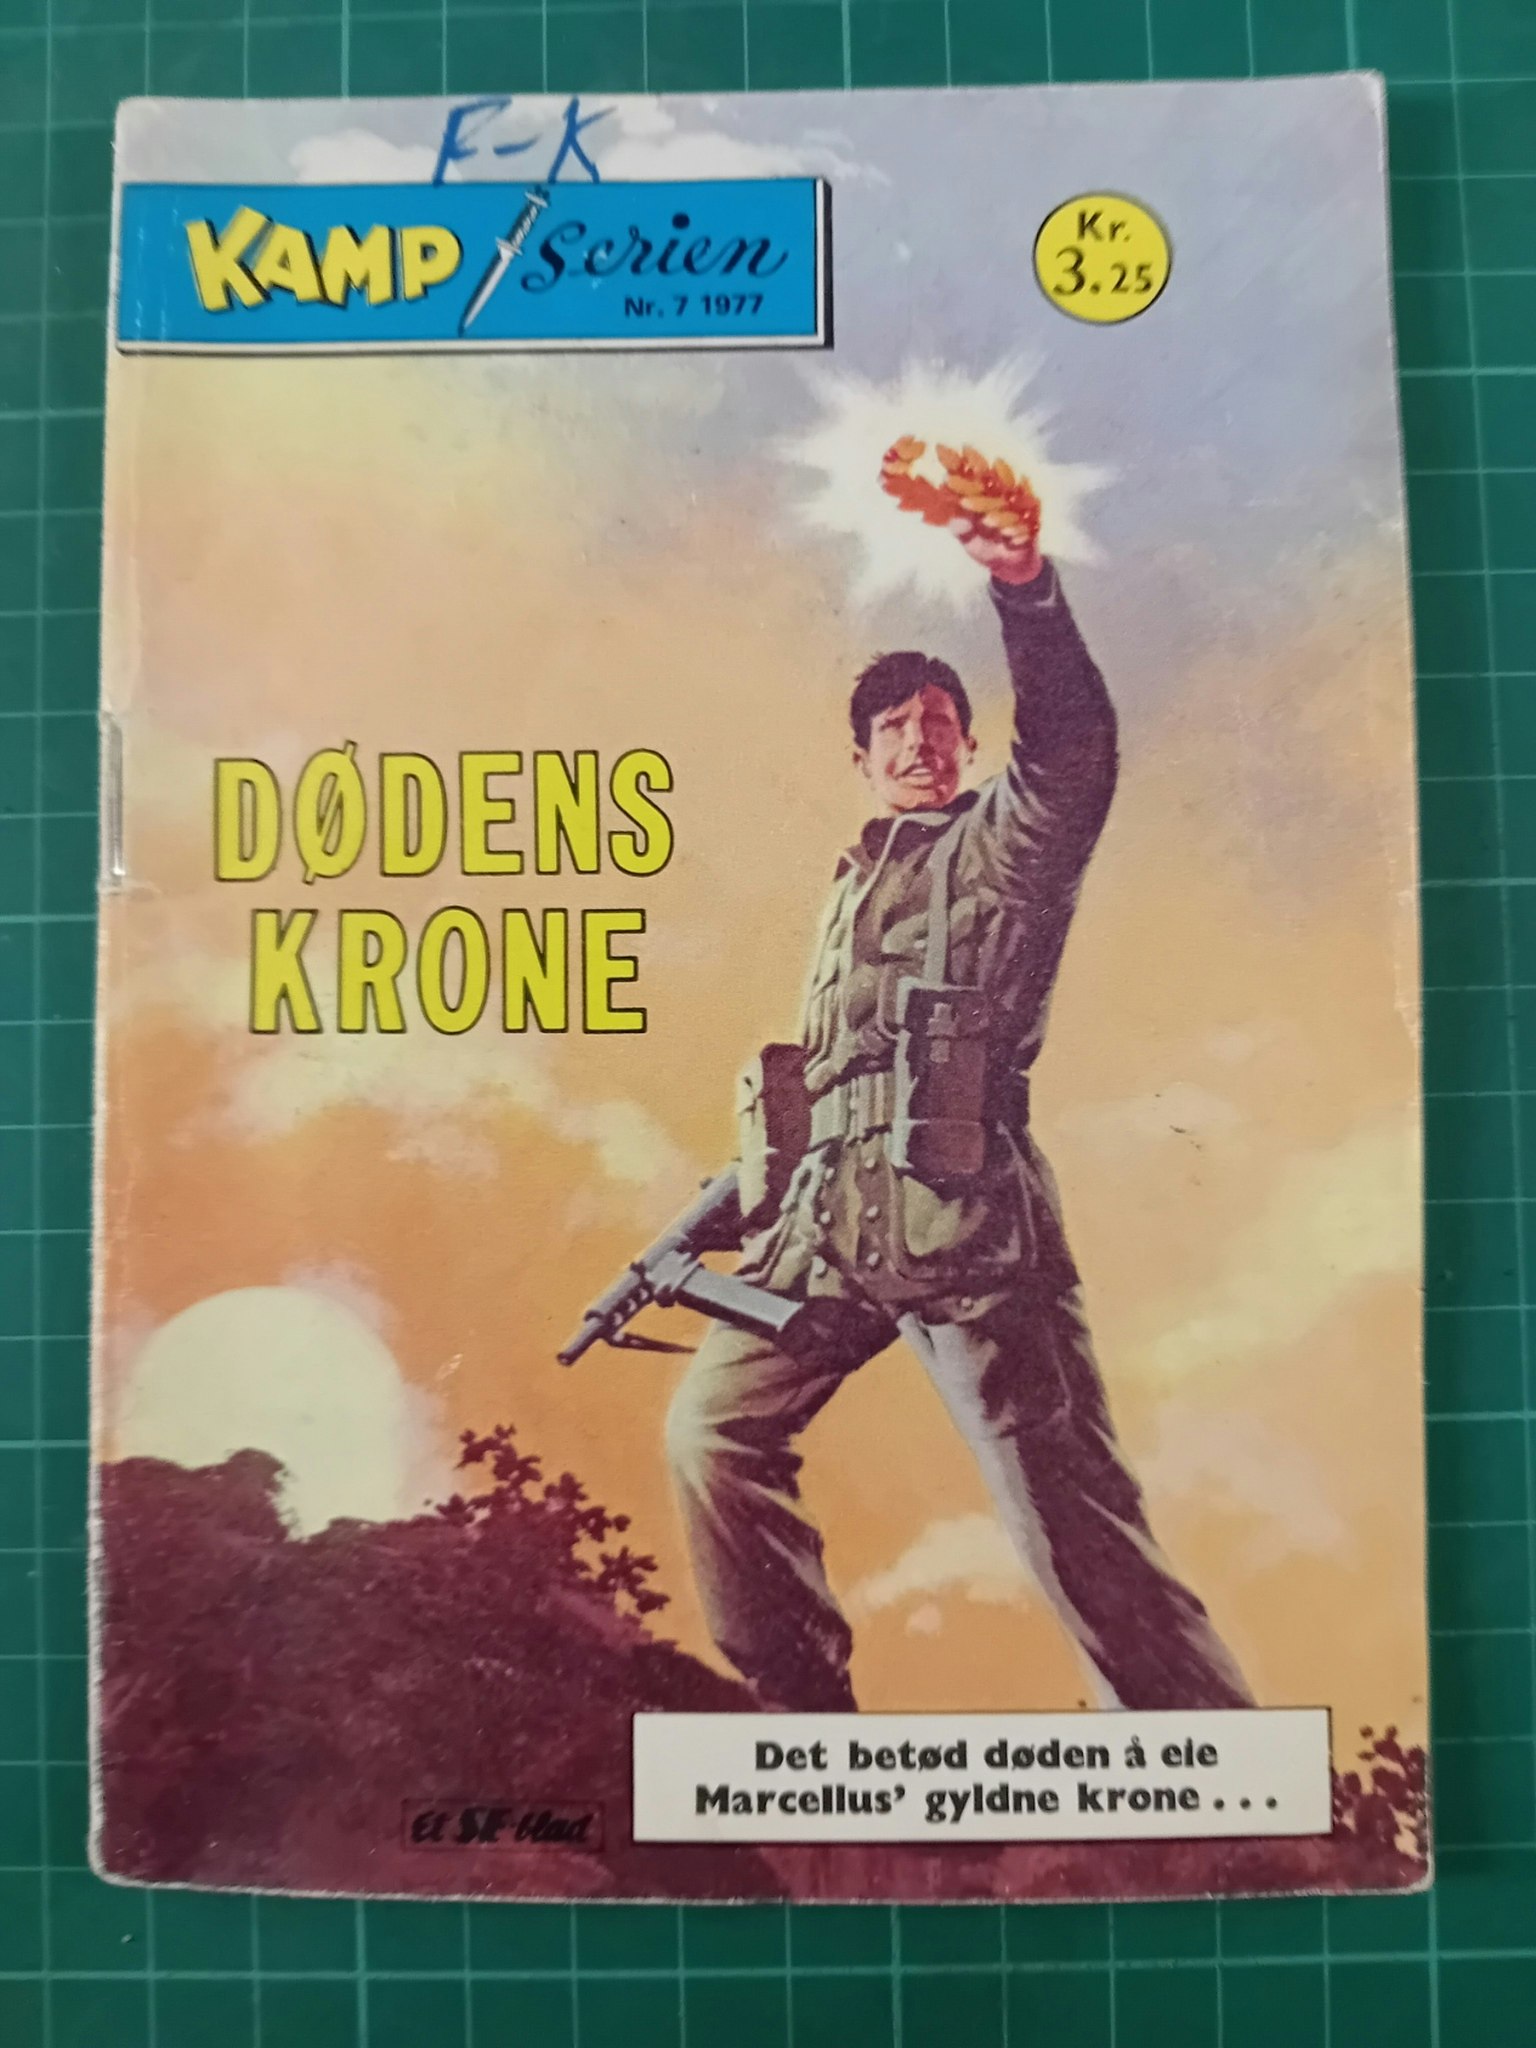 F-K
KAMP Serien
Nr. 7 1977
Kr.
3.25
DØDENS
KRONE
Det betød døden å eie
Marcellus' gyldne krone...
Et SE-blad